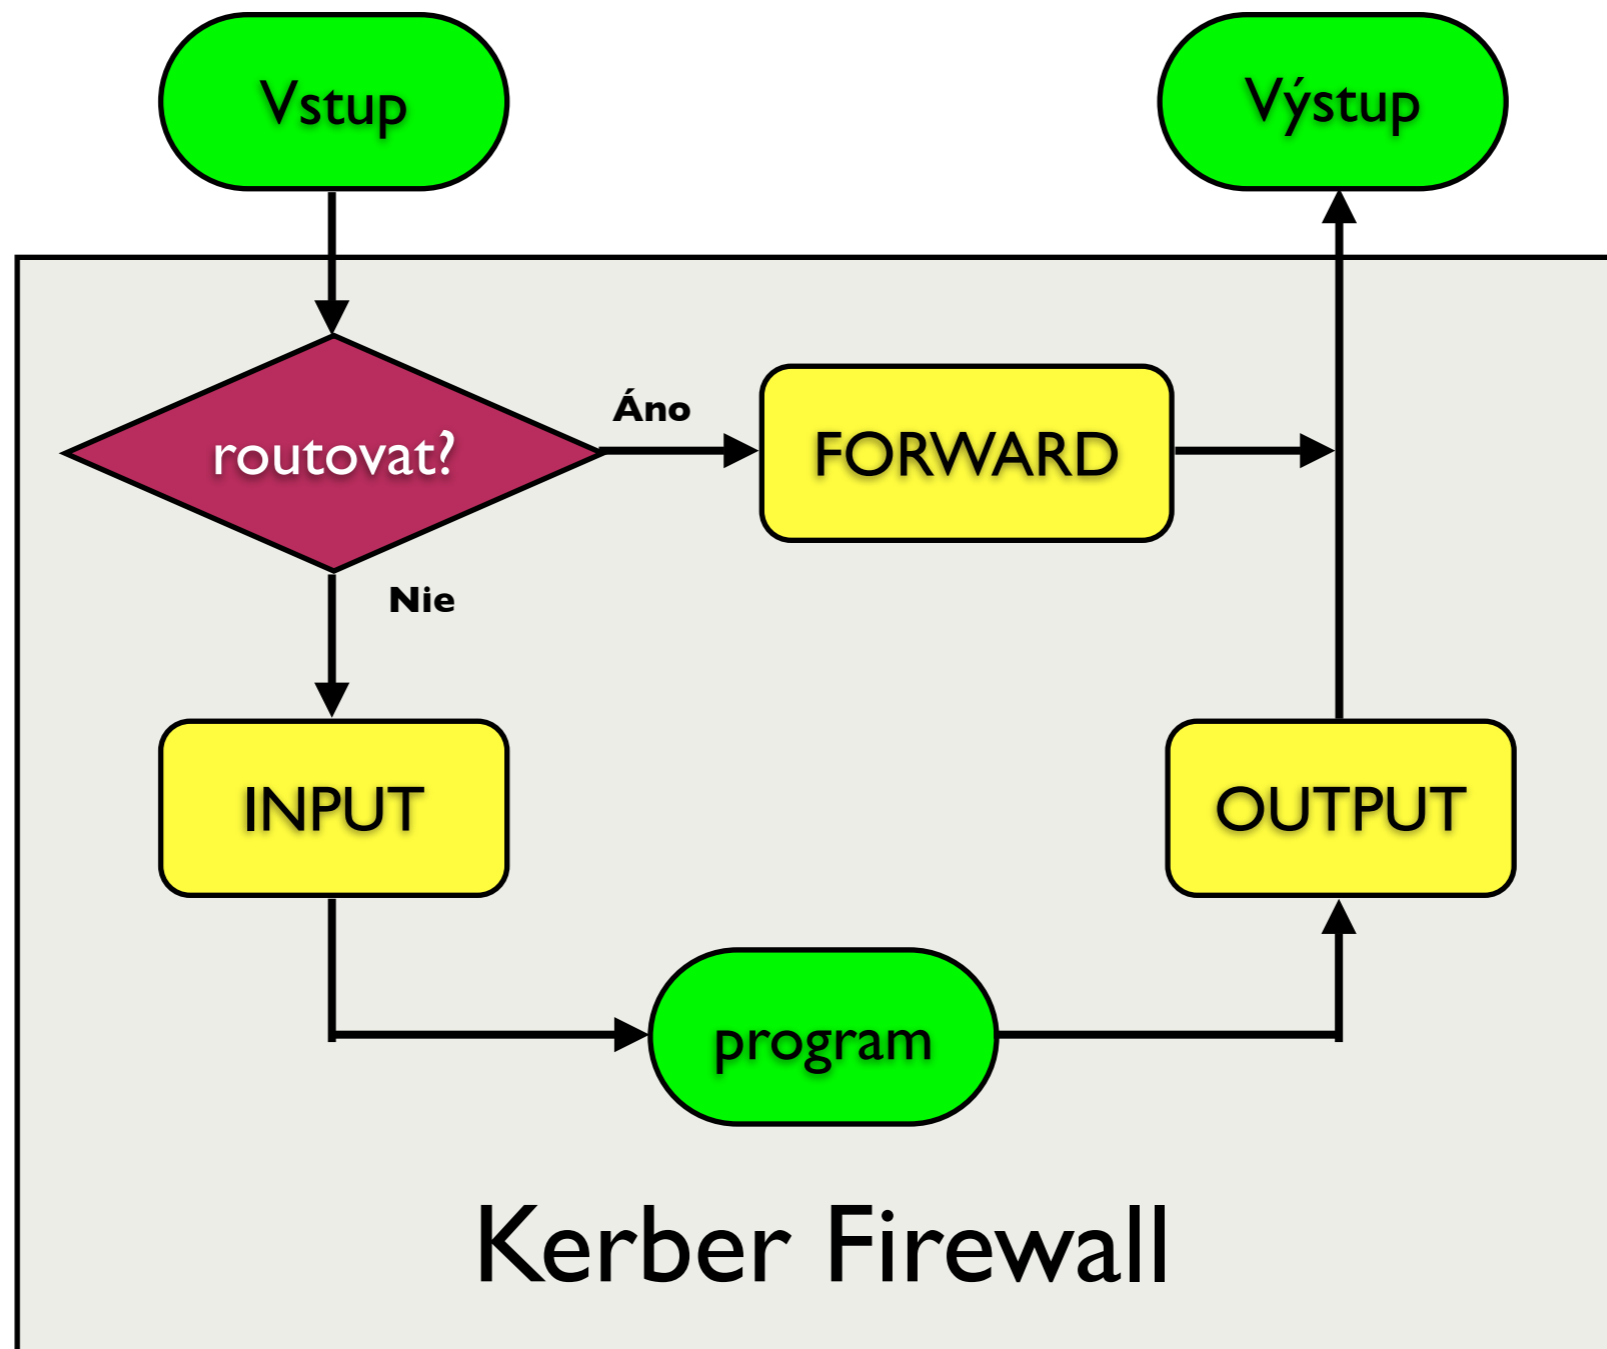 Vstup
Výstup
routovat?
Áno
FORWARD
Nie
INPUT
OUTPUT
program
Kerber Firewall